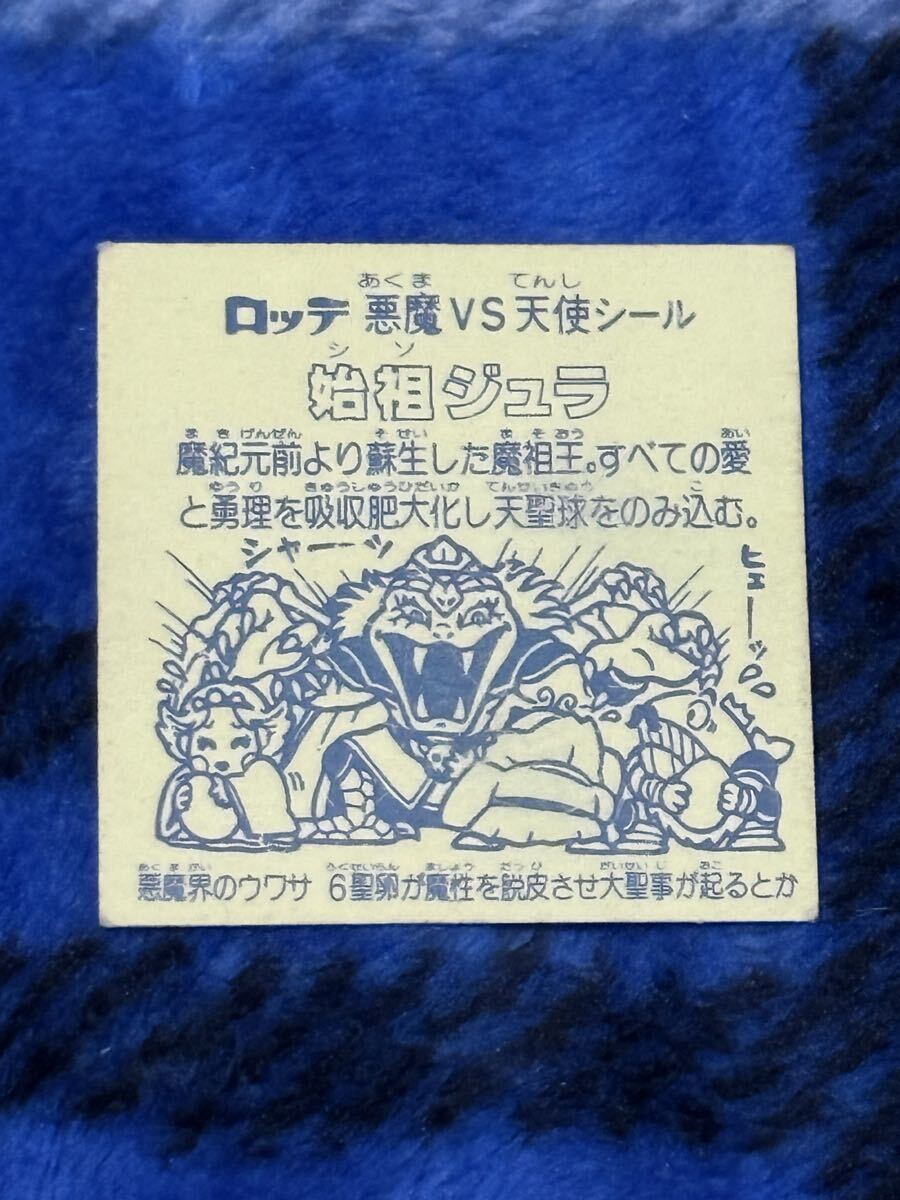 あくま てんし
ロッテ 悪魔VS天使シール
シソ
始祖ジュラ
まきげんぜん そせい まそおう あい
魔紀元前より蘇生した魔祖王。すべての愛
ゆうり きゅうしゅうひだいか てんせいきゅう こ
と勇理を吸収肥大化し天聖球をのみ込む。
シャーーッ
ヒェーーッ
あくまかい ろくせいらん ましょう だっぴ だいせいじ おこ
悪魔界のウワサ 6聖卵が魔性を脱皮させ大聖事が起るとか